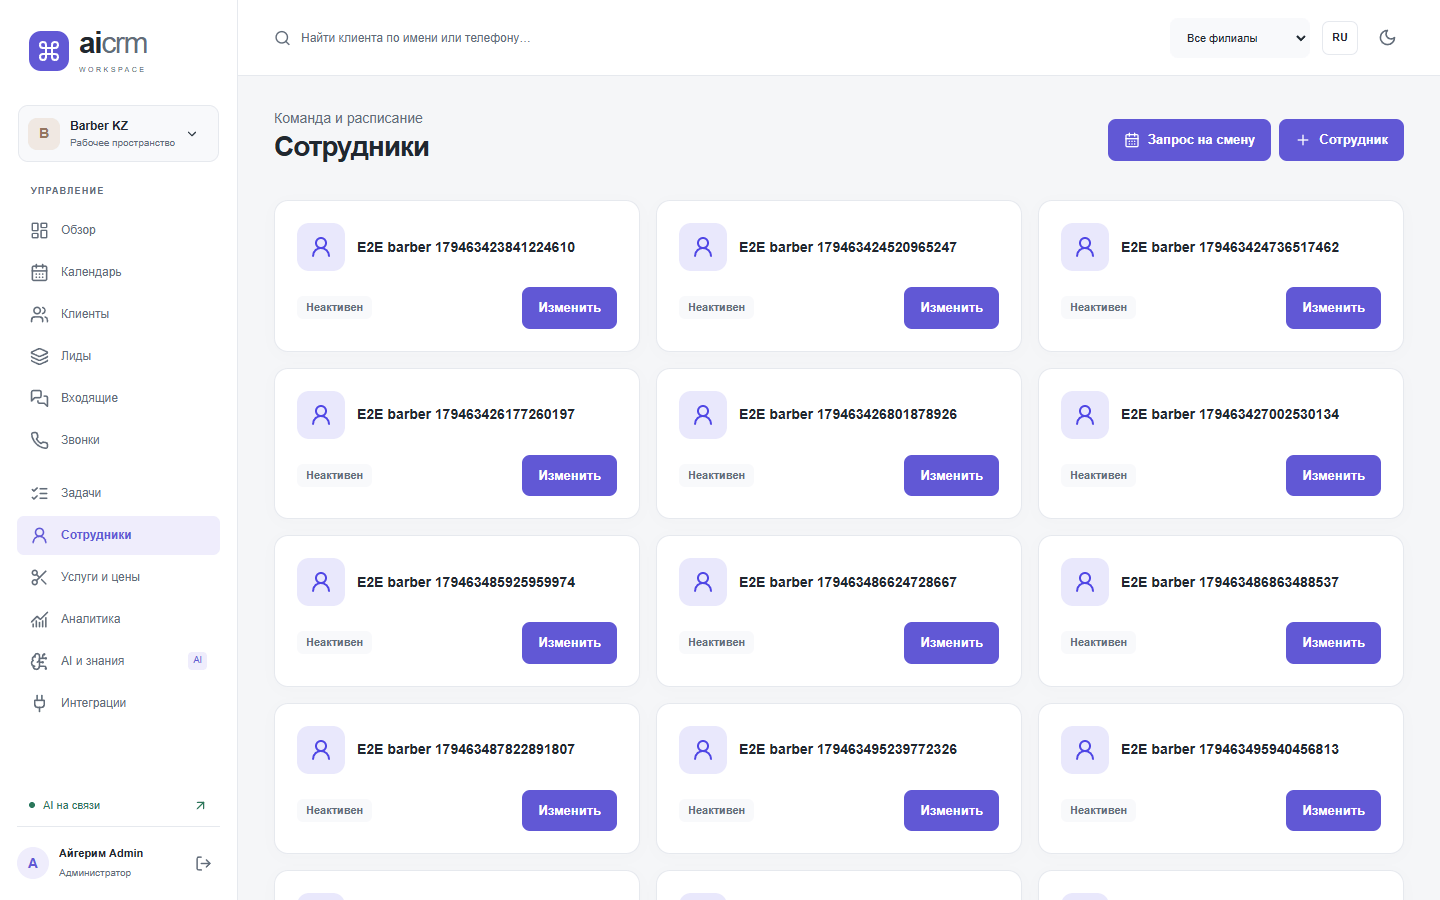 aicrm
WORKSPACE
B
Barber KZ
Рабочее пространство
УПРАВЛЕНИЕ
Обзор
Календарь
Клиенты
Лиды
Входящие
Звонки
Задачи
Сотрудники
Услуги и цены
Аналитика
AI и знания
AI
Интеграции
AI на связи
A
Айгерим Admin
Администратор
Найти клиента по имени или телефону...
Все филиалы
RU
Команда и расписание
Сотрудники
Запрос на смену
Сотрудник
E2E barber 179463423841224610
Неактивен
Изменить
E2E barber 179463424520965247
Неактивен
Изменить
E2E barber 179463424736517462
Неактивен
Изменить
E2E barber 179463426177260197
Неактивен
Изменить
E2E barber 179463426801878926
Неактивен
Изменить
E2E barber 179463427002530134
Неактивен
Изменить
E2E barber 179463485925959974
Неактивен
Изменить
E2E barber 179463486624728667
Неактивен
Изменить
E2E barber 179463486863488537
Неактивен
Изменить
E2E barber 179463487822891807
Неактивен
Изменить
E2E barber 179463495239772326
Неактивен
Изменить
E2E barber 179463495940456813
Неактивен
Изменить